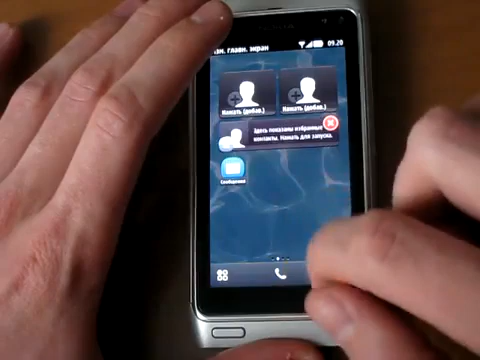 зм. главн. экран
09.20
Нажать (добав.)
Нажать (добав.)
Здесь показаны избранные
контакты. Нажать для запуска.
Сообщения